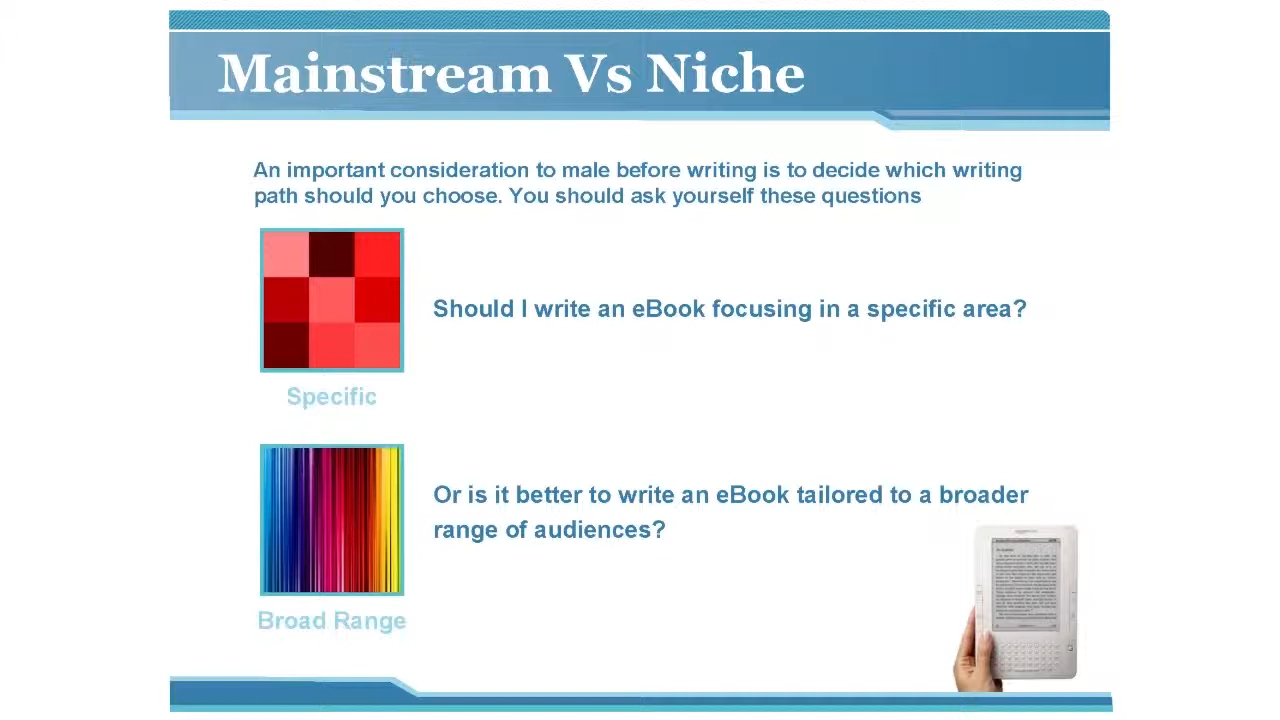 Mainstream Vs Niche
An important consideration to male before writing is to decide which writing
path should you choose. You should ask yourself these questions
Should I write an eBook focusing in a specific area?
Specific
Or is it better to write an eBook tailored to a broader
range of audiences?
Broad Range